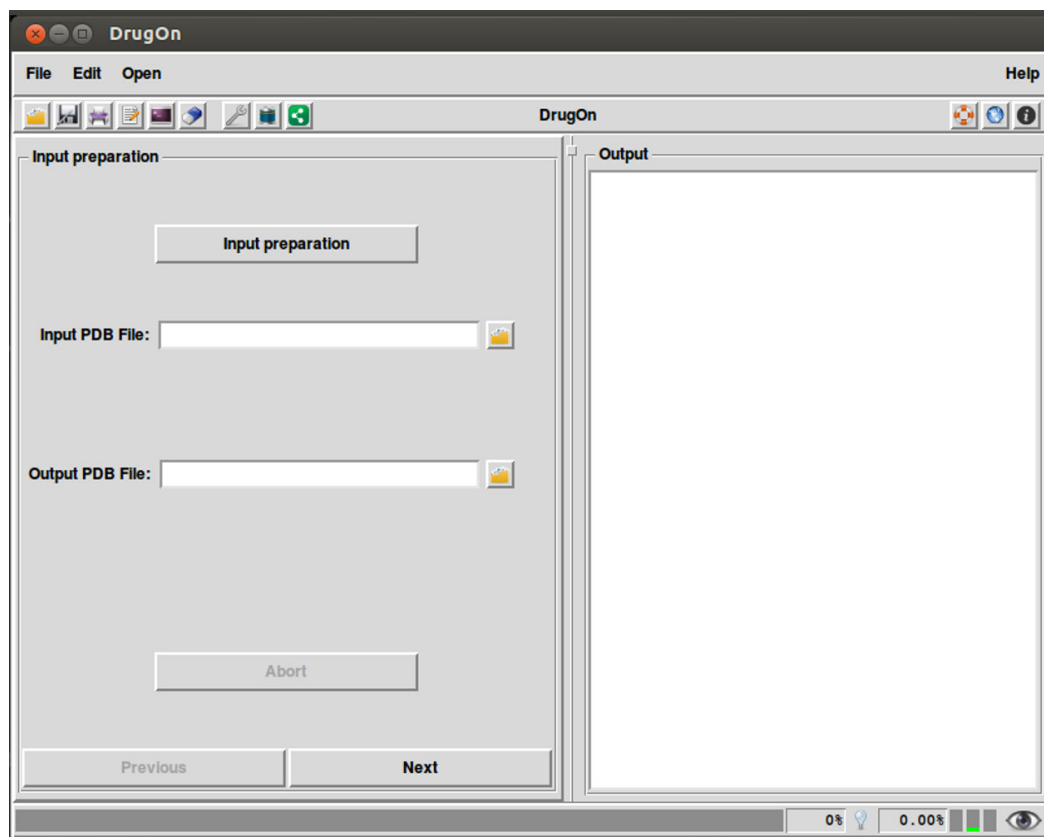 DrugOn
File Edit Open Help
DrugOn
Input preparation
Output
Input preparation
Input PDB File:
Output PDB File:
Abort
Previous Next
0% 0.00%